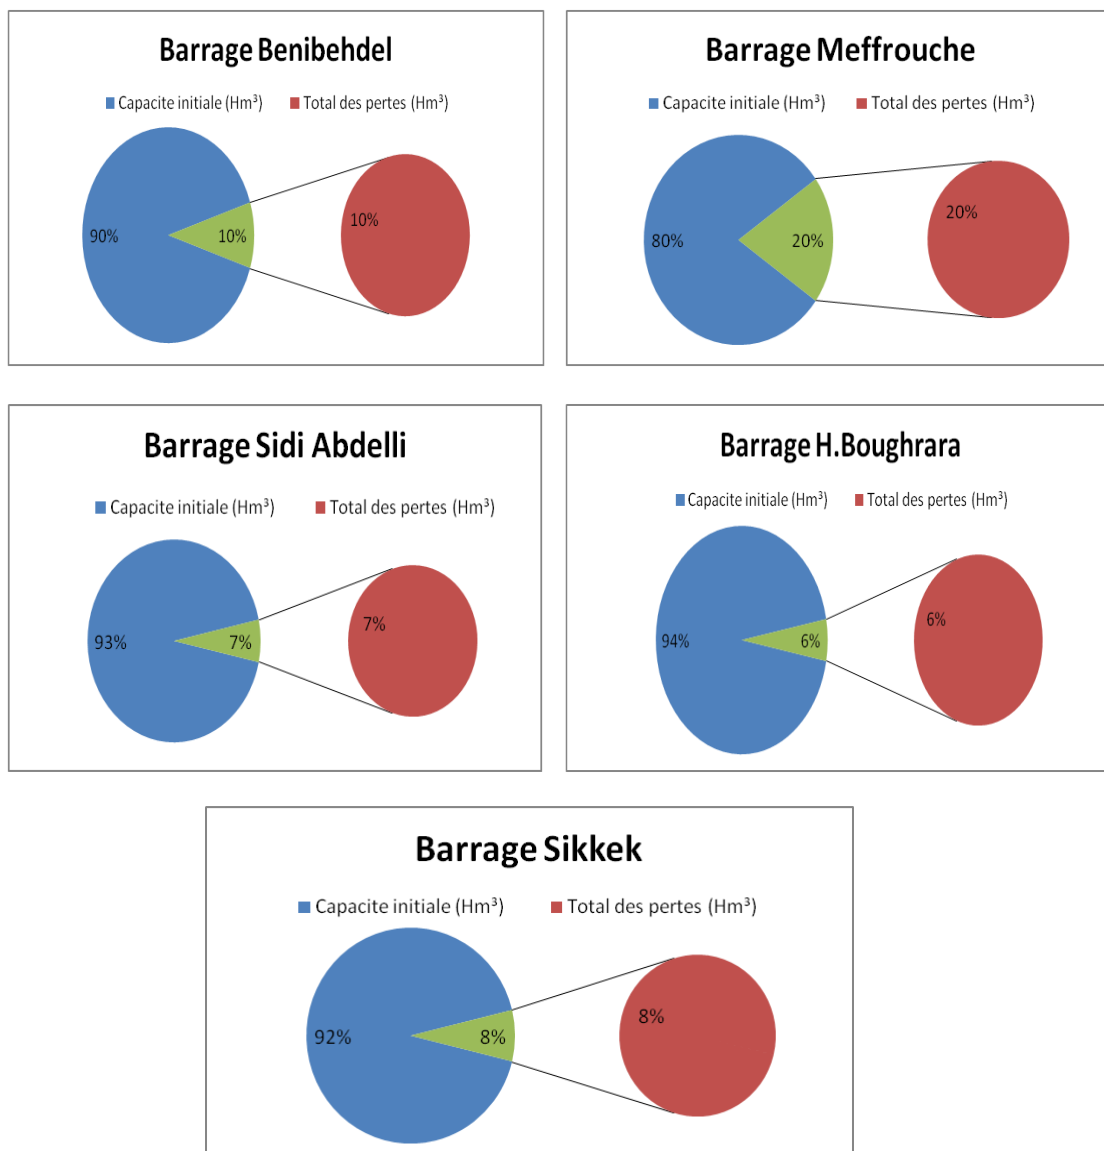 Barrage Benibehdel
Capacite initiale (Hm³) Total des pertes (Hm³)
90% 10% 10%
Barrage Meffrouche
Capacite initiale (Hm³) Total des pertes (Hm³)
80% 20% 20%
Barrage Sidi Abdelli
Capacite initiale (Hm³) Total des pertes (Hm³)
93% 7% 7%
Barrage H.Boughrara
Capacite initiale (Hm³) Total des pertes (Hm³)
94% 6% 6%
Barrage Sikkek
Capacite initiale (Hm³) Total des pertes (Hm³)
92% 8% 8%